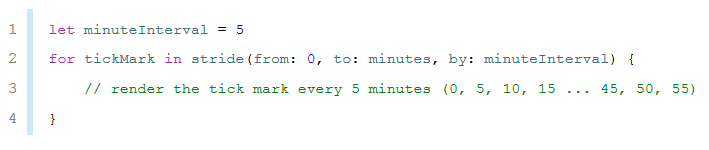 1 let minuteInterval = 5
2 for tickMark in stride(from: 0, to: minutes, by: minuteInterval) {
3     // render the tick mark every 5 minutes (0, 5, 10, 15 ... 45, 50, 55)
4 }